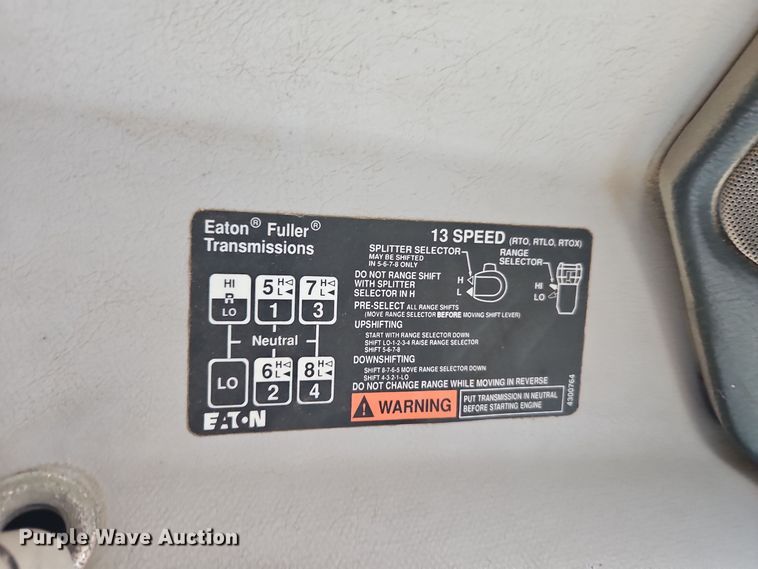 Eaton® Fuller®
Transmissions
13 SPEED (RTO, RTLO, RTOX)
SPLITTER SELECTOR
MAY BE SHIFTED
IN 5-6-7-8 ONLY
RANGE
SELECTOR
H
L
HI
LO
DO NOT RANGE SHIFT
WITH SPLITTER
SELECTOR IN H
PRE-SELECT ALL RANGE SHIFTS
(MOVE RANGE SELECTOR BEFORE MOVING SHIFT LEVER)
UPSHIFTING
START WITH RANGE SELECTOR DOWN
SHIFT LO-1-2-3-4 RAISE RANGE SELECTOR
SHIFT 5-6-7-8
DOWNSHIFTING
SHIFT 8-7-6-5 MOVE RANGE SELECTOR DOWN
SHIFT 4-3-2-1-LO
DO NOT CHANGE RANGE WHILE MOVING IN REVERSE
WARNING
PUT TRANSMISSION IN NEUTRAL
BEFORE STARTING ENGINE
4300764
HI
R
LO
5 H L
1
7 H L
3
Neutral
LO
6 H L
2
8 H L
4
EATON
Purple Wave Auction